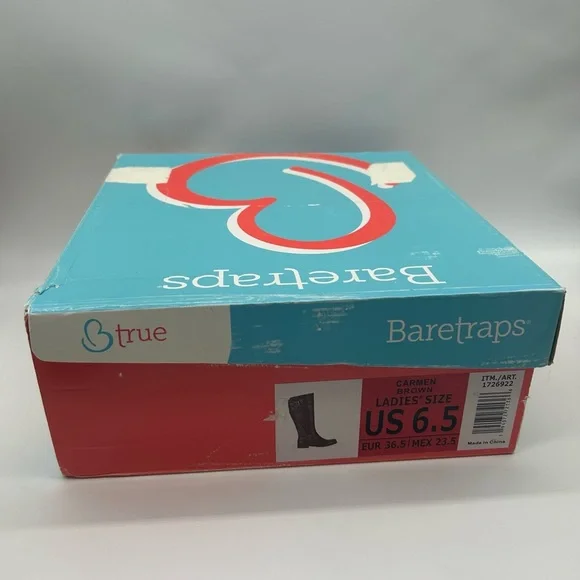 Baretraps
B true
Baretraps®
CARMEN
BROWN
LADIES' SIZE
US 6.5
EUR 36.5/MEX 23.5
ITM./ART.
1726922
Made in China